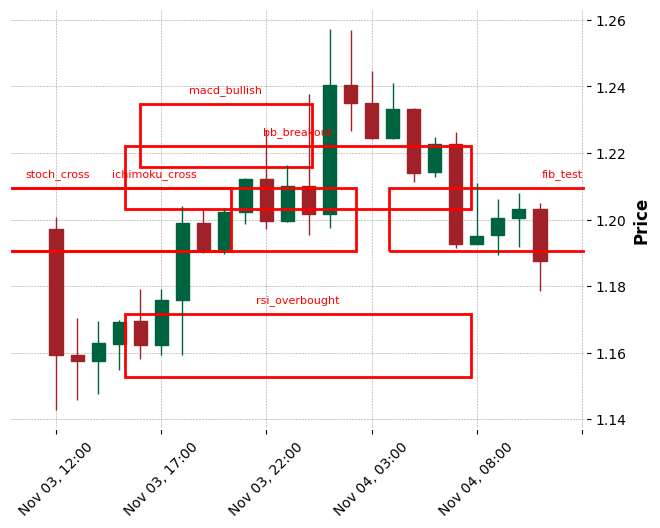 1.26
1.24
macd_bullish
bb_breakout
1.22
stoch_cross
ichimoku_cross
fib_test
1.20
Price
1.18
rsi_overbought
1.16
1.14
Nov 03, 12:00
Nov 03, 17:00
Nov 03, 22:00
Nov 04, 03:00
Nov 04, 08:00